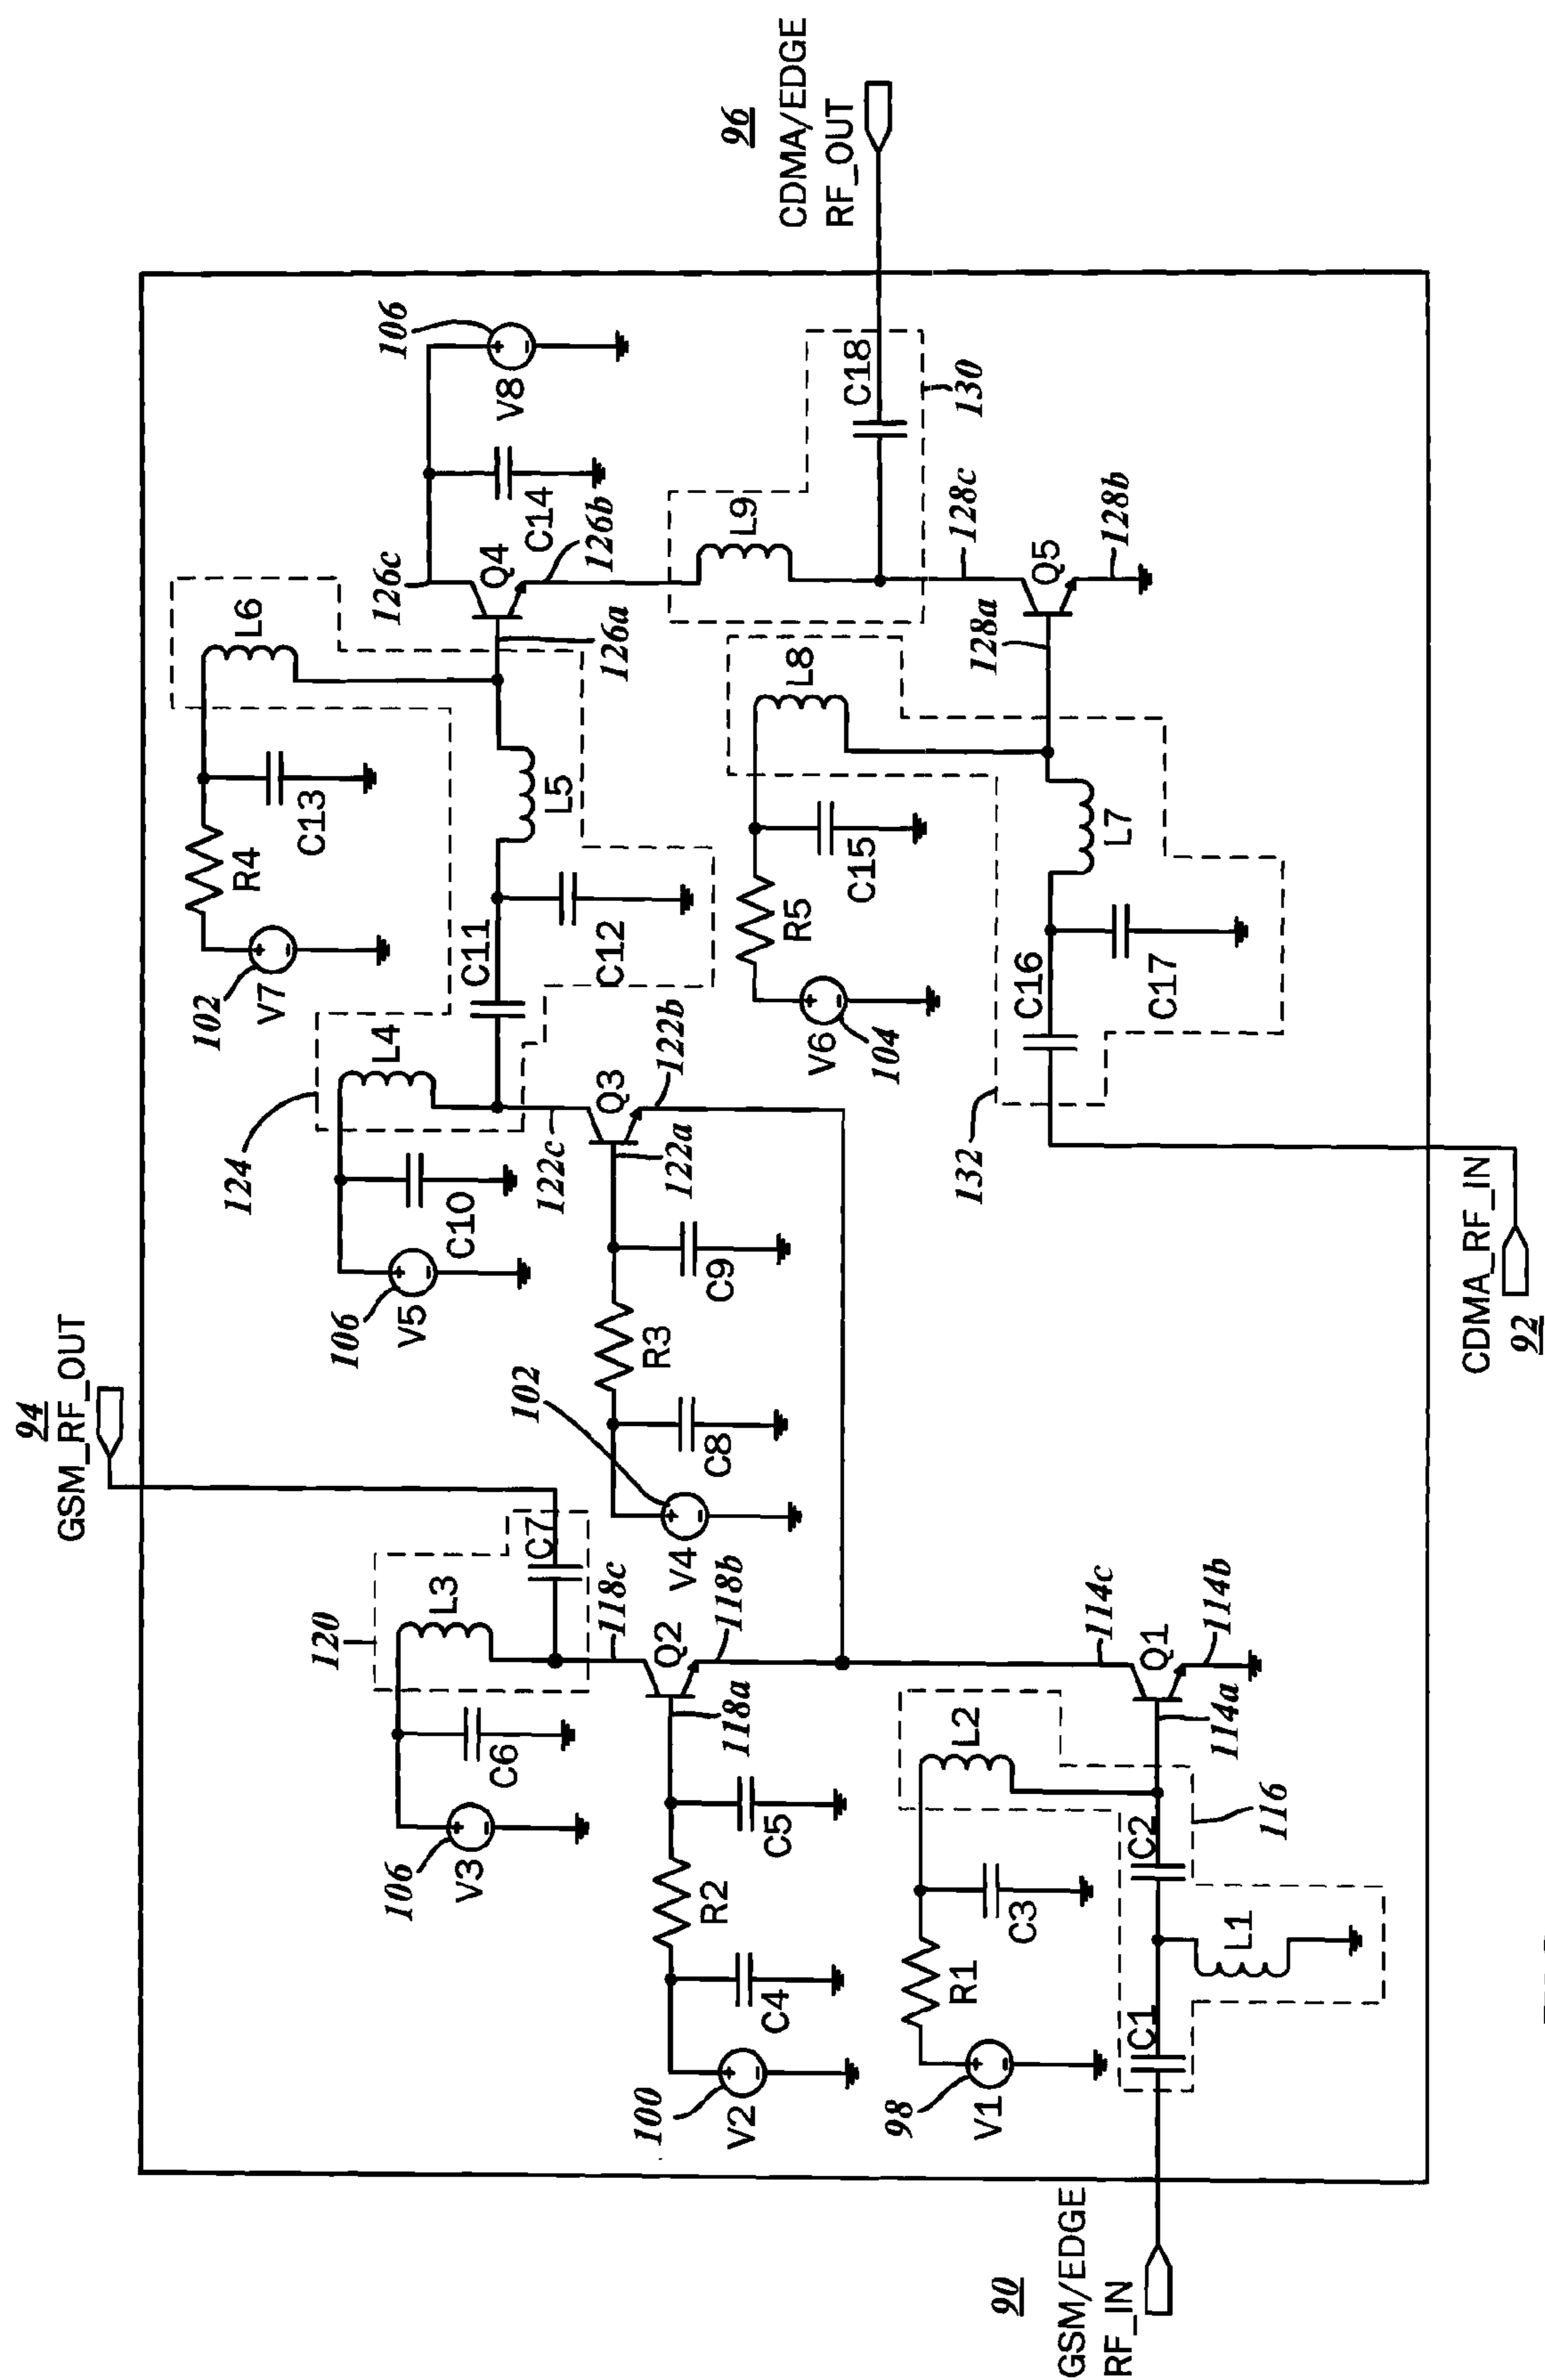 94
GSM_RF_OUT
106
V3
C6
120
L3
C7
118c
Q2
118a
118b
100
V2
C4
R2
C5
98
V1
R1
C3
L2
C1
L1
C2
116
114a
Q1
114c
114b
90
GSM/EDGE
RF_IN
102
V4
C8
R3
C9
122a
Q3
122b
122c
106
V5
C10
124
L4
C11
C12
L5
102
V7
R4
C13
L6
126a
Q4
126b
126c
C14
V8
106
L9
C18
130
96
CDMA/EDGE
RF_OUT
128c
Q5
128a
128b
104
V6
R5
C15
L8
132
C16
C17
L7
CDMA_RF_IN
92